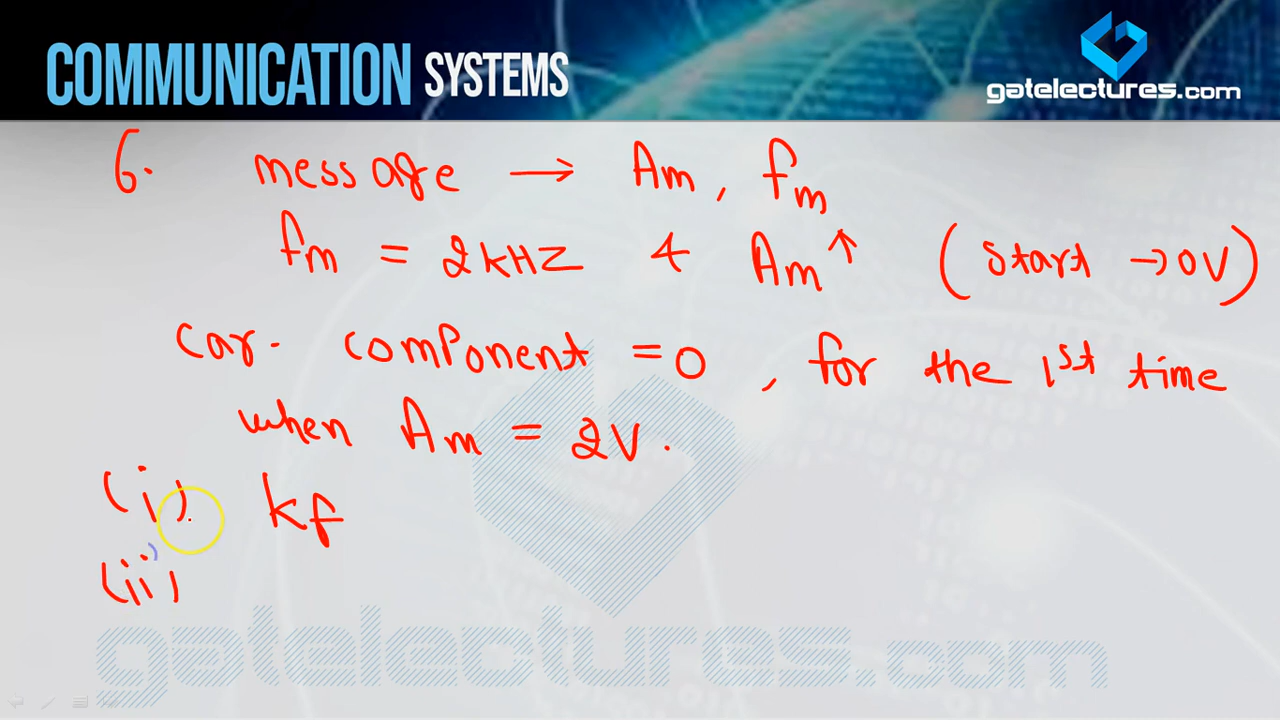 COMMUNICATION SYSTEMS
gatelectures.com
6. message → Am, fm
fm = 2kHz & Am↑ (start → 0V)
car. component = 0, for the 1st time
when Am = 2V.
(i) kf
(ii)
gatelectures.com